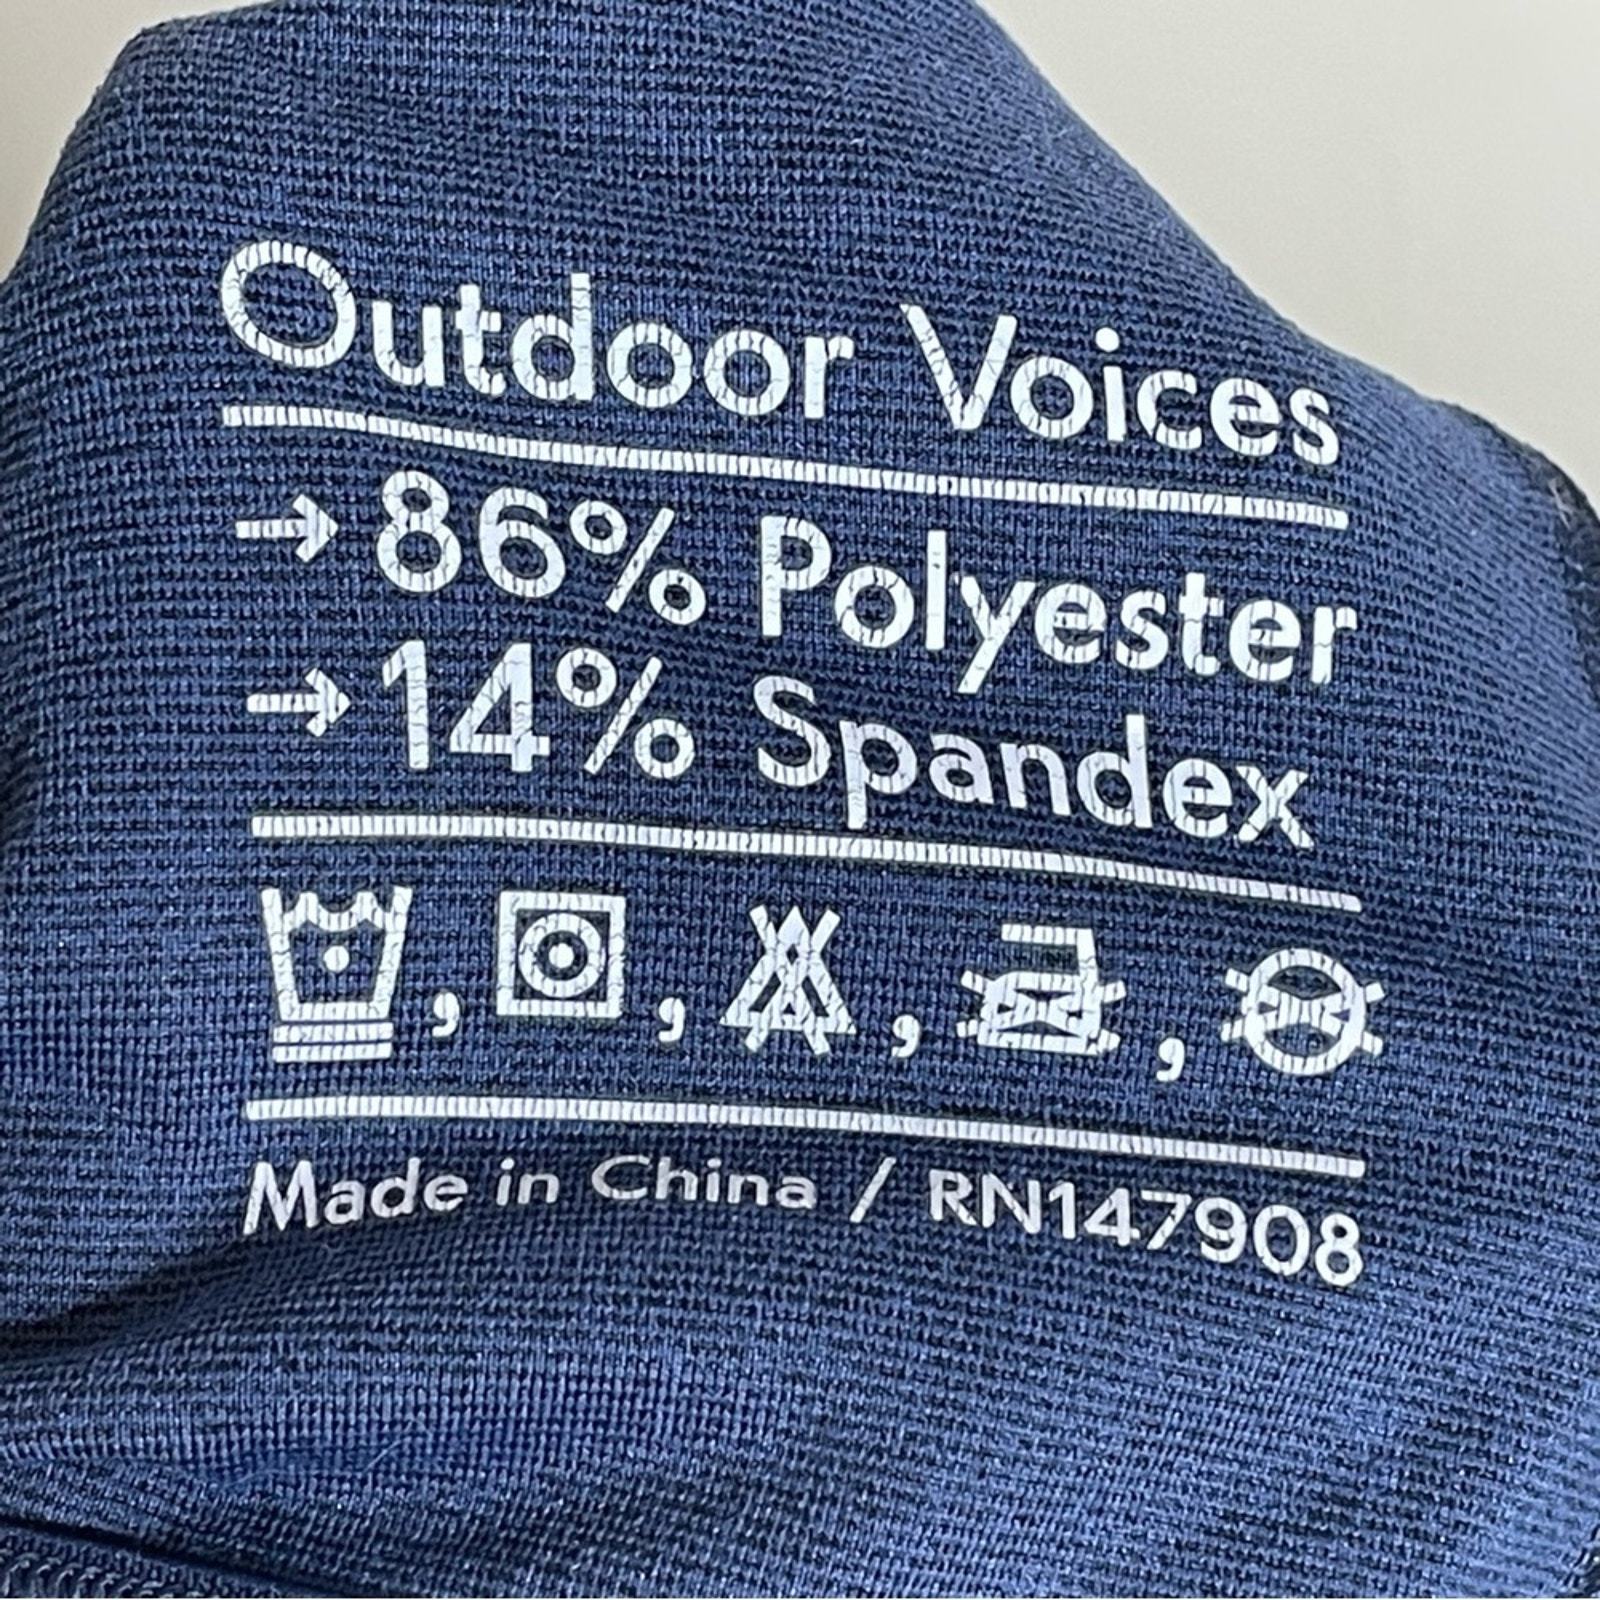 Outdoor Voices
→ 86% Polyester
→ 14% Spandex
, , , ,
Made in China / RN147908